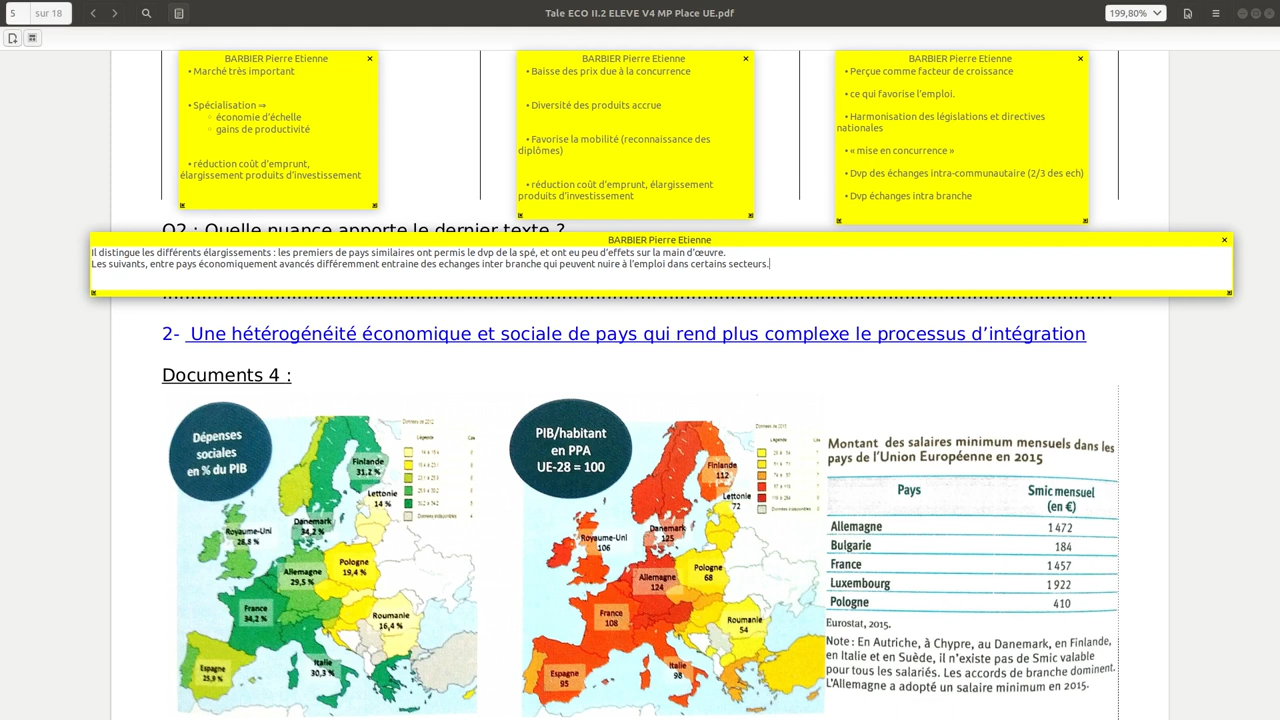 5 sur 18
Tale ECO II.2 ELEVE V4 MP Place UE.pdf
199,80%
BARBIER Pierre Etienne
• Marché très important
• Spécialisation ⇒
◦ économie d'échelle
◦ gains de productivité
• réduction coût d'emprunt,
élargissement produits d'investissement
BARBIER Pierre Etienne
• Baisse des prix due à la concurrence
• Diversité des produits accrue
• Favorise la mobilité (reconnaissance des
diplômes)
• réduction coût d'emprunt, élargissement
produits d'investissement
BARBIER Pierre Etienne
• Perçue comme facteur de croissance
• ce qui favorise l'emploi.
• Harmonisation des législations et directives
nationales
• « mise en concurrence »
• Dvp des échanges intra-communautaire (2/3 des ech)
• Dvp échanges intra branche
Q2 : Quelle nuance apporte le dernier texte ?
BARBIER Pierre Etienne
Il distingue les différents élargissements : les premiers de pays similaires ont permis le dvp de la spé, et ont eu peu d'effets sur la main d'œuvre.
Les suivants, entre pays économiquement avancés différemment entraine des echanges inter branche qui peuvent nuire à l'emploi dans certains secteurs.
2- Une hétérogénéité économique et sociale de pays qui rend plus complexe le processus d'intégration
Documents 4 :
Dépenses
sociales
en % du PIB
Données de 2012
Légende
Finlande
31,2 %
Lettonie
14 %
Danemark
34,2 %
Royaume-Uni
26,8 %
Pologne
19,4 %
Allemagne
29,5 %
France
34,2 %
Roumanie
16,4 %
Espagne
25,9 %
Italie
30,3 %
Données indisponibles
PIB/habitant
en PPA
UE-28 = 100
Légende
Finlande
112
Lettonie
72
Danemark
125
Royaume-Uni
106
Pologne
68
Allemagne
124
France
108
Roumanie
54
Espagne
95
Italie
98
Données indisponibles
Montant des salaires minimum mensuels dans les
pays de l'Union Européenne en 2015
Pays Smic mensuel
(en €)
Allemagne 1 472
Bulgarie 184
France 1 457
Luxembourg 1 922
Pologne 410
Eurostat, 2015.
Note : En Autriche, à Chypre, au Danemark, en Finlande,
en Italie et en Suède, il n'existe pas de Smic valable
pour tous les salariés. Les accords de branche dominent.
L'Allemagne a adopté un salaire minimum en 2015.